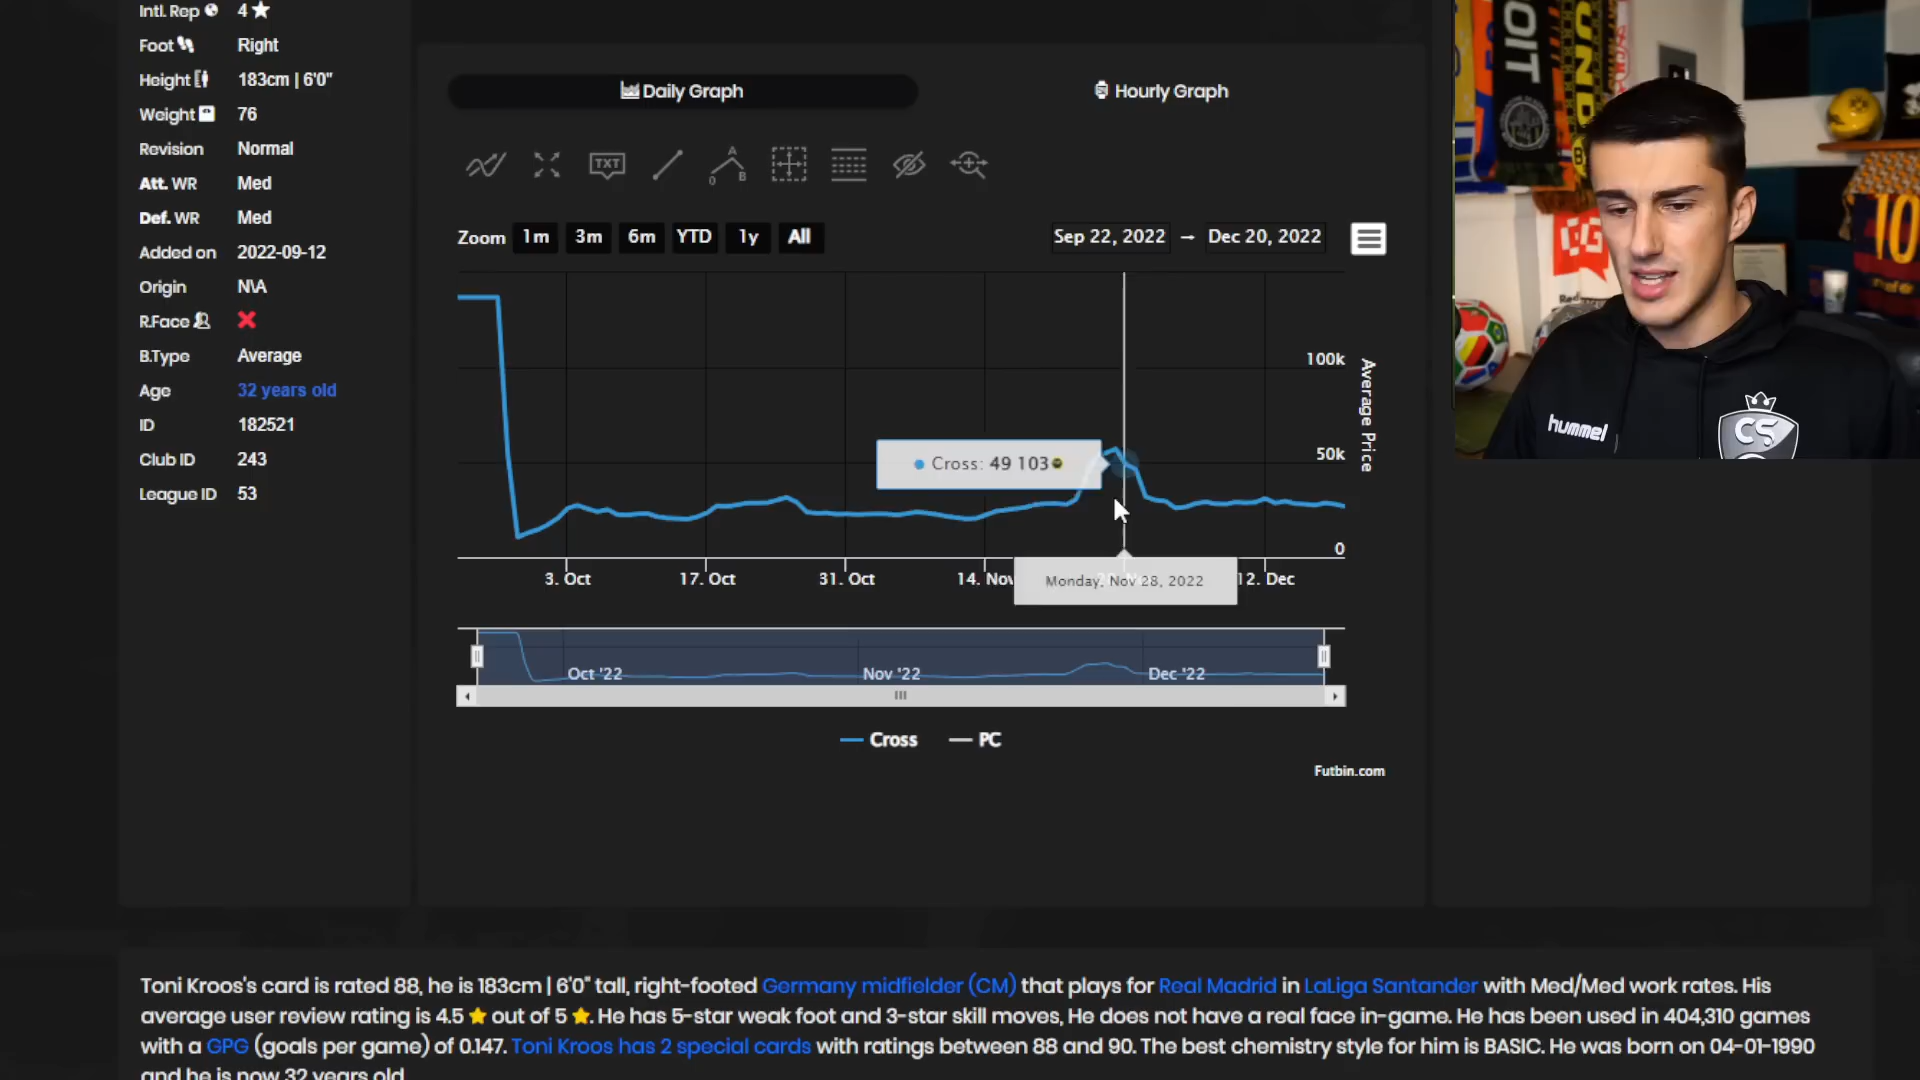 Intl. Rep 4
Foot Right
Height 183cm | 6'0"
Weight 76
Revision Normal
Att. WR Med
Def. WR Med
Added on 2022-09-12
Origin N\A
R.Face
B.Type Average
Age 32 years old
ID 182521
Club ID 243
League ID 53
Daily Graph Hourly Graph
TXT A 0 B
Zoom 1m 3m 6m YTD 1y All Sep 22, 2022 → Dec 20, 2022
100k
50k
0
Average Price
Cross: 49 103
3. Oct 17. Oct 31. Oct 14. Nov 12. Dec
Monday, Nov 28, 2022
Oct '22 Nov '22 Dec '22
Cross PC
Futbin.com
hummel
CS
10
Toni Kroos's card is rated 88, he is 183cm | 6'0" tall, right-footed Germany midfielder (CM) that plays for Real Madrid in LaLiga Santander with Med/Med work rates. His
average user review rating is 4.5 out of 5 . He has 5-star weak foot and 3-star skill moves, He does not have a real face in-game. He has been used in 404,310 games
with a GPG (goals per game) of 0.147. Toni Kroos has 2 special cards with ratings between 88 and 90. The best chemistry style for him is BASIC. He was born on 04-01-1990
and he is now 32 years old